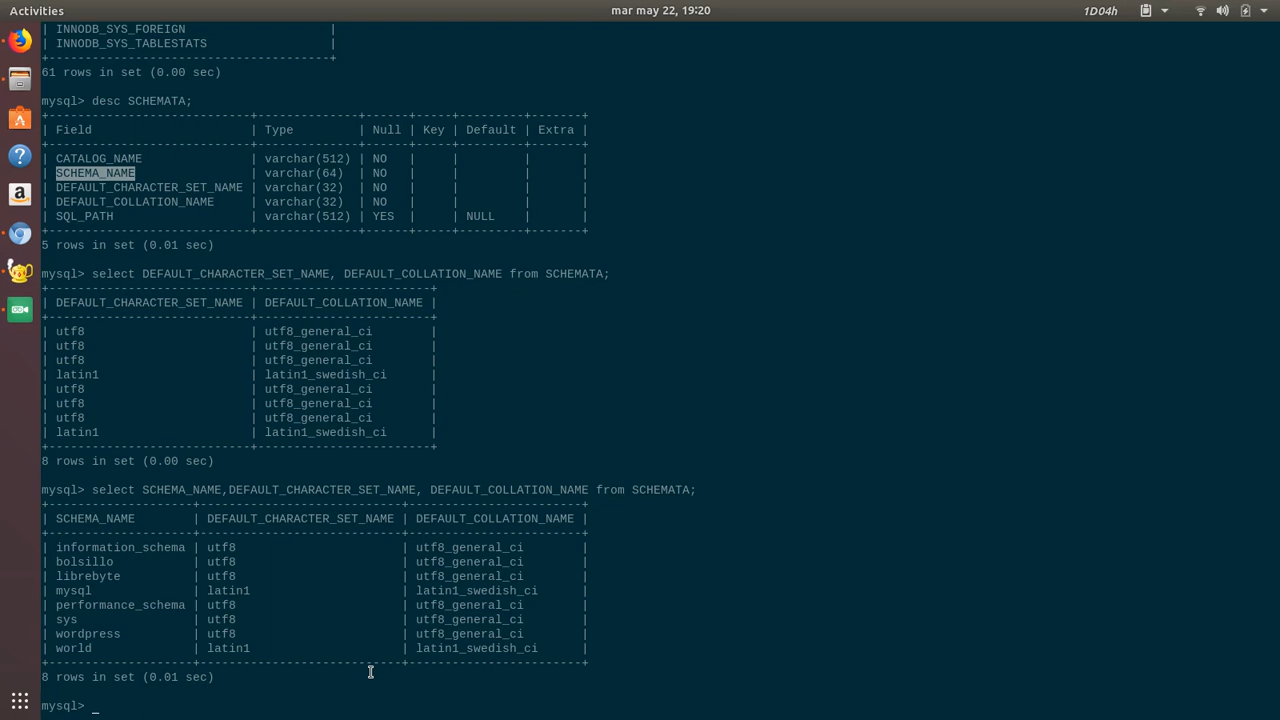 Activities
mar may 22, 19:20
1D04h
| INNODB_SYS_FOREIGN                    |
| INNODB_SYS_TABLESTATS                 |
+---------------------------------------+
61 rows in set (0.00 sec)
mysql> desc SCHEMATA;
+----------------------------+--------------+------+-----+---------+-------+
| Field                      | Type         | Null | Key | Default | Extra |
+----------------------------+--------------+------+-----+---------+-------+
| CATALOG_NAME               | varchar(512) | NO   |     |         |       |
| SCHEMA_NAME                | varchar(64)  | NO   |     |         |       |
| DEFAULT_CHARACTER_SET_NAME | varchar(32)  | NO   |     |         |       |
| DEFAULT_COLLATION_NAME     | varchar(32)  | NO   |     |         |       |
| SQL_PATH                   | varchar(512) | YES  |     | NULL    |       |
+----------------------------+--------------+------+-----+---------+-------+
5 rows in set (0.01 sec)
mysql> select DEFAULT_CHARACTER_SET_NAME, DEFAULT_COLLATION_NAME from SCHEMATA;
+----------------------------+------------------------+
| DEFAULT_CHARACTER_SET_NAME | DEFAULT_COLLATION_NAME |
+----------------------------+------------------------+
| utf8                       | utf8_general_ci        |
| utf8                       | utf8_general_ci        |
| utf8                       | utf8_general_ci        |
| latin1                     | latin1_swedish_ci      |
| utf8                       | utf8_general_ci        |
| utf8                       | utf8_general_ci        |
| utf8                       | utf8_general_ci        |
| latin1                     | latin1_swedish_ci      |
+----------------------------+------------------------+
8 rows in set (0.00 sec)
mysql> select SCHEMA_NAME,DEFAULT_CHARACTER_SET_NAME, DEFAULT_COLLATION_NAME from SCHEMATA;
+--------------------+----------------------------+------------------------+
| SCHEMA_NAME        | DEFAULT_CHARACTER_SET_NAME | DEFAULT_COLLATION_NAME |
+--------------------+----------------------------+------------------------+
| information_schema | utf8                       | utf8_general_ci        |
| bolsillo           | utf8                       | utf8_general_ci        |
| librebyte          | utf8                       | utf8_general_ci        |
| mysql              | latin1                     | latin1_swedish_ci      |
| performance_schema | utf8                       | utf8_general_ci        |
| sys                | utf8                       | utf8_general_ci        |
| wordpress          | utf8                       | utf8_general_ci        |
| world              | latin1                     | latin1_swedish_ci      |
+--------------------+----------------------------+------------------------+
8 rows in set (0.01 sec)
mysql> _